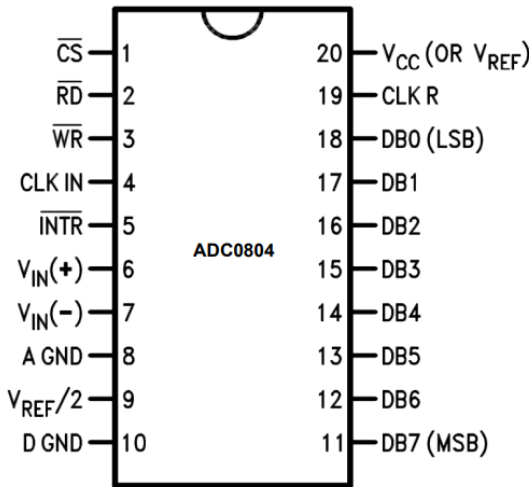 CS 1 20 VCC (OR VREF)
RD 2 19 CLK R
WR 3 18 DB0 (LSB)
CLK IN 4 17 DB1
INTR 5 16 DB2
ADC0804
VIN(+) 6 15 DB3
VIN(-) 7 14 DB4
A GND 8 13 DB5
VREF/2 9 12 DB6
D GND 10 11 DB7 (MSB)